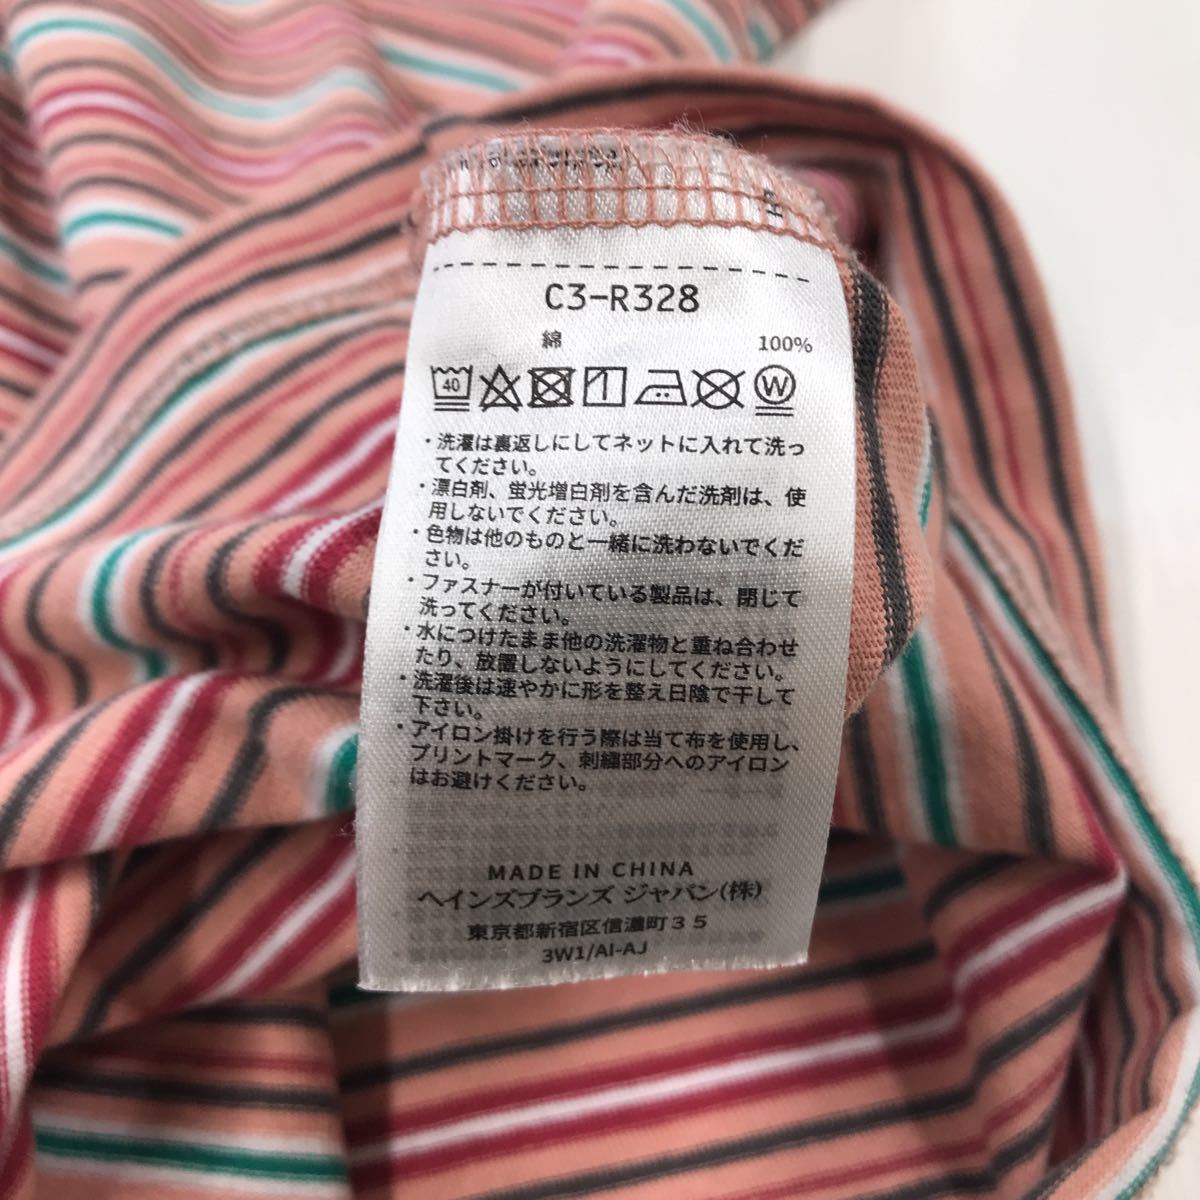 C3-R328
綿 100%
40 W
・洗濯は裏返しにしてネットに入れて洗っ
てください。
・漂白剤、蛍光増白剤を含んだ洗剤は、使
用しないでください。
・色物は他のものと一緒に洗わないでくだ
さい。
・ファスナーが付いている製品は、閉じて
洗ってください。
・水につけたまま他の洗濯物と重ね合わせ
たり、放置しないようにしてください。
・洗濯後は速やかに形を整え日陰で干して
下さい。
・アイロン掛けを行う際は当て布を使用し、
プリントマーク、刺繍部分へのアイロン
はお避けください。
MADE IN CHINA
ヘインズブランズ ジャパン(株)
東京都新宿区信濃町35
3W1/AI-AJ